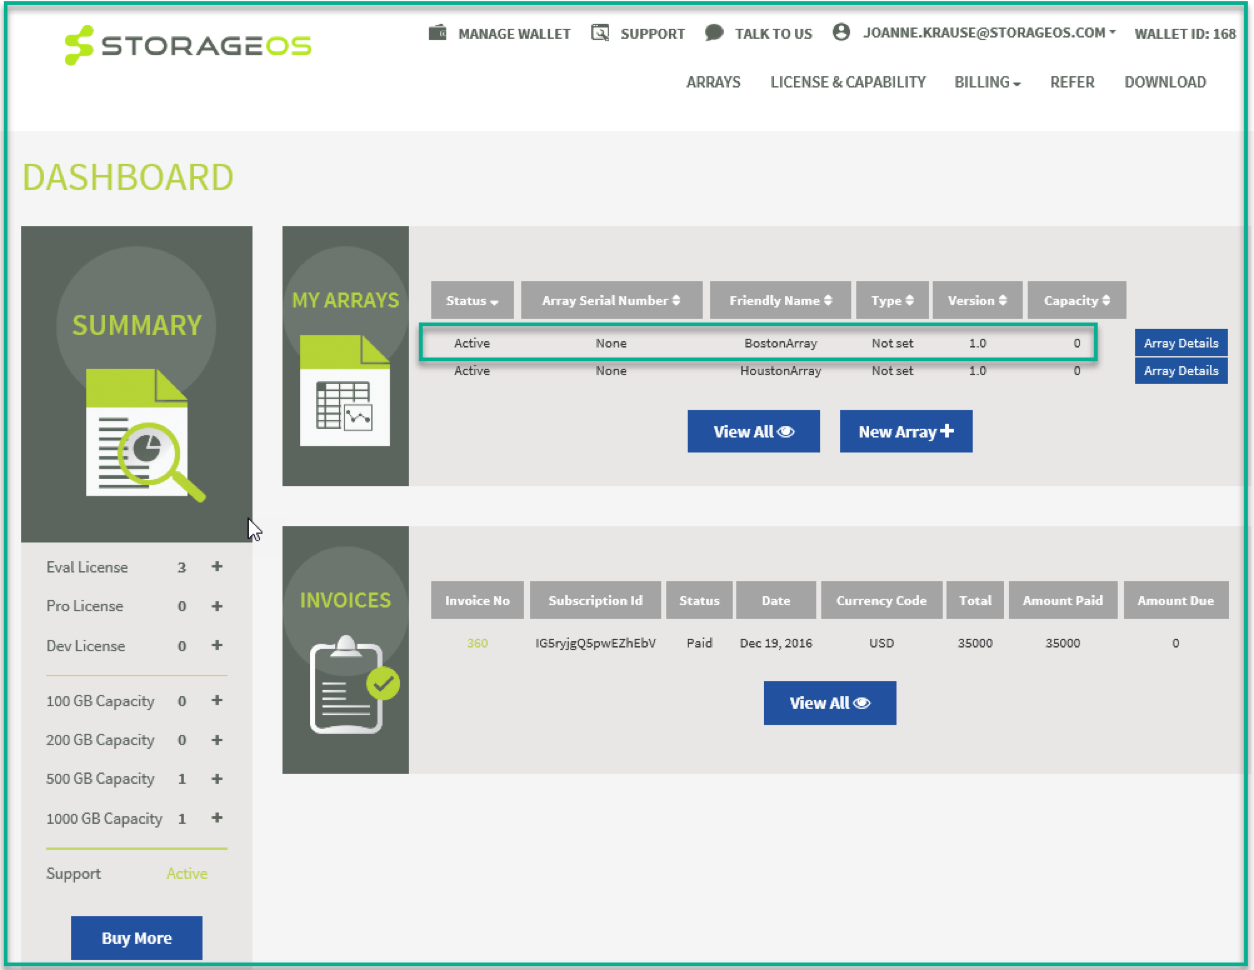 STORAGEOS
MANAGE WALLET SUPPORT TALK TO US JOANNE.KRAUSE@STORAGEOS.COM WALLET ID: 168
ARRAYS LICENSE & CAPABILITY BILLING REFER DOWNLOAD
DASHBOARD
SUMMARY
Eval License 3 +
Pro License 0 +
Dev License 0 +
100 GB Capacity 0 +
200 GB Capacity 0 +
500 GB Capacity 1 +
1000 GB Capacity 1 +
Support Active
Buy More
MY ARRAYS
Status Array Serial Number Friendly Name Type Version Capacity
Active None BostonArray Not set 1.0 0 Array Details
Active None HoustonArray Not set 1.0 0 Array Details
View All New Array +
INVOICES
Invoice No Subscription Id Status Date Currency Code Total Amount Paid Amount Due
360 IG5ryjgQ5pwEZhEbV Paid Dec 19, 2016 USD 35000 35000 0
View All